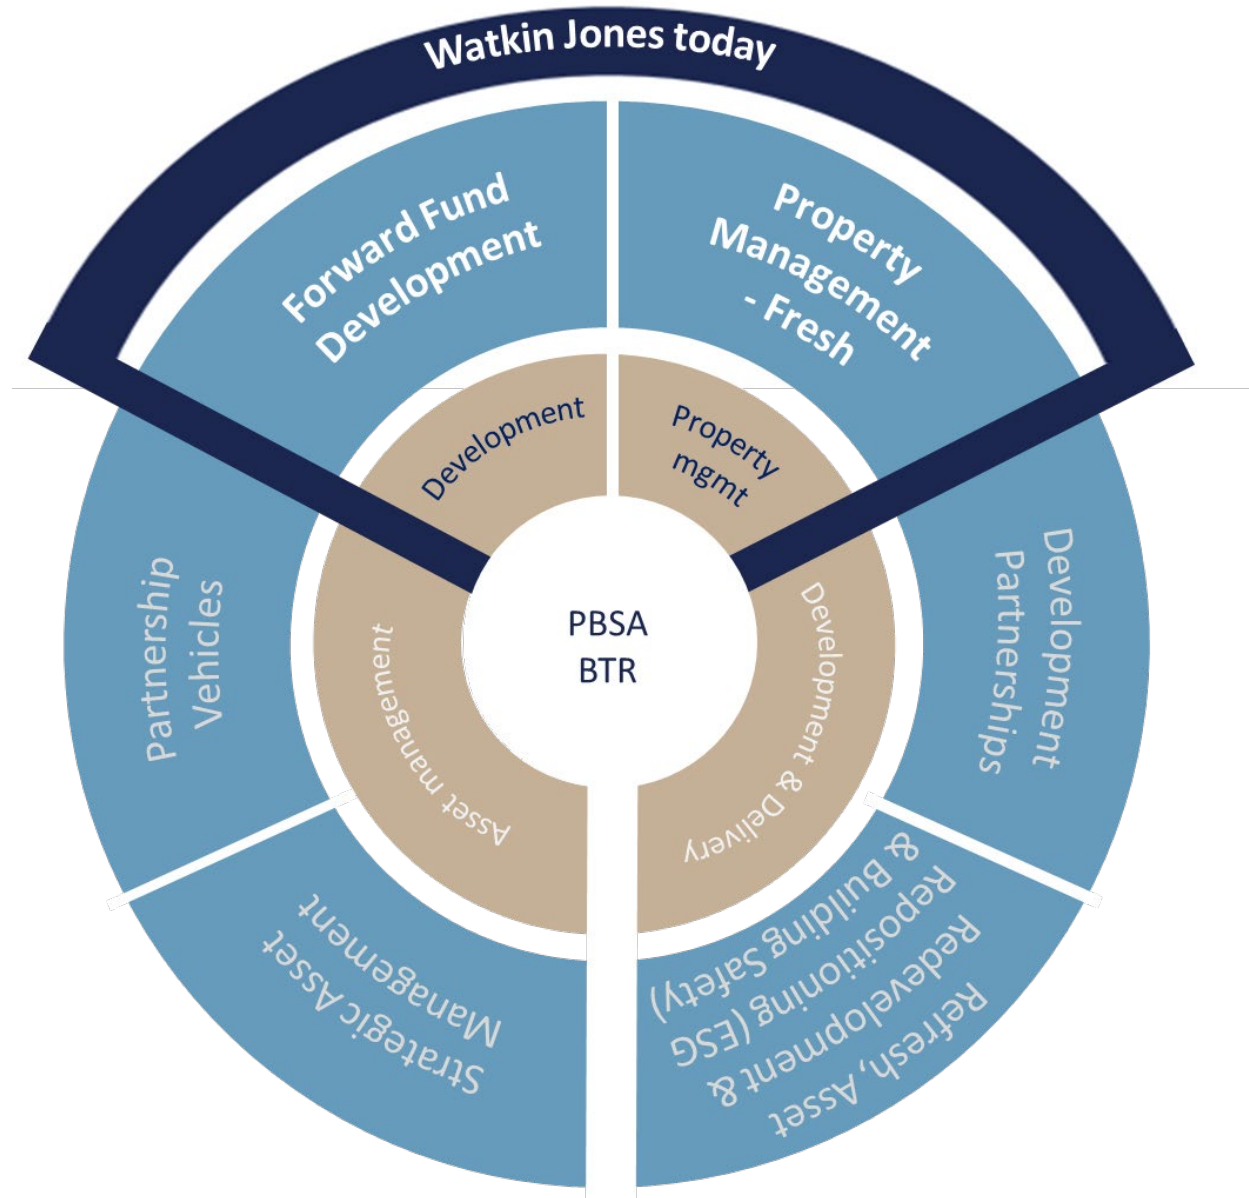 Watkin Jones today
Forward Fund
Development
Property
Management
- Fresh
Development
Property
mgmt
Partnership
Vehicles
Development
Partnerships
PBSA
BTR
Asset management
Development & Delivery
Strategic Asset
Management
Refresh, Asset
Redevelopment &
Repositioning (ESG
& Building Safety)